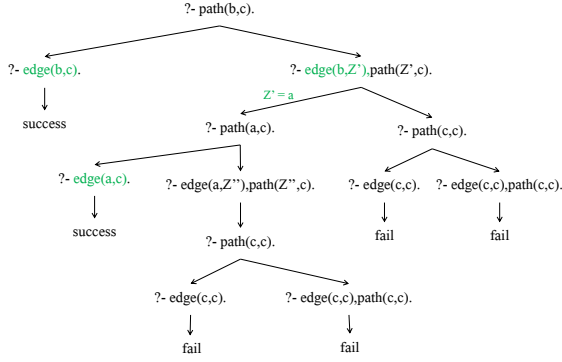 ?- path(b,c).
?- edge(b,c).
?- edge(b,Z’),path(Z’,c).
success
Z’ = a
?- path(a,c).
?- path(c,c).
?- edge(a,c).
?- edge(a,Z’’),path(Z’’,c).
?- edge(c,c).
?- edge(c,c),path(c,c).
success
fail
fail
?- path(c,c).
?- edge(c,c).
?- edge(c,c),path(c,c).
fail
fail